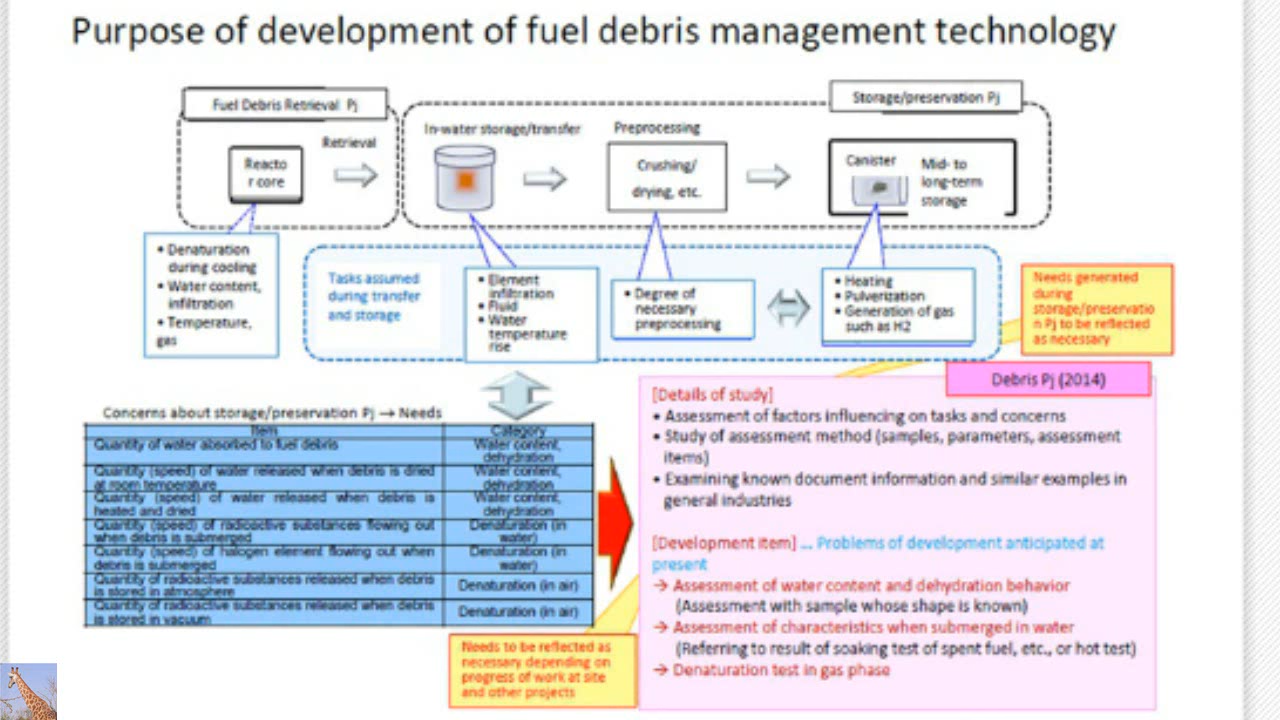 Purpose of development of fuel debris management technology
Fuel Debris Retrieval Pj
Storage/preservation Pj
Retrieval
Reacto
r core
In-water storage/transfer
Preprocessing
Crushing/
drying, etc.
Canister
Mid- to
long-term
storage
• Denaturation
during cooling
• Water content,
infiltration
• Temperature,
gas
Tasks assumed
during transfer
and storage
• Element
infiltration
• Fluid
• Water
temperature
rise
• Degree of
necessary
preprocessing
• Heating
• Pulverization
• Generation of gas
such as H2
Needs generated
during
storage/preservatio
n Pj to be reflected
as necessary
Concerns about storage/preservation Pj → Needs
Item
Category
Quantity of water absorbed to fuel debris
Water content,
dehydration
Quantity (speed) of water released when debris is dried
at room temperature
Water content,
dehydration
Quantity (speed) of water released when debris is
heated and dried
Water content,
dehydration
Quantity (speed) of radioactive substances flowing out
when debris is submerged
Denaturation (in
water)
Quantity (speed) of halogen element flowing out when
debris is submerged
Denaturation (in
water)
Quantity of radioactive substances released when debris
is stored in atmosphere
Denaturation (in air)
Quantity of radioactive substances released when debris
is stored in vacuum
Denaturation (in air)
Needs to be reflected as
necessary depending on
progress of work at site
and other projects
Debris Pj (2014)
[Details of study]
• Assessment of factors influencing on tasks and concerns
• Study of assessment method (samples, parameters, assessment
items)
• Examining known document information and similar examples in
general industries
[Development item] ... Problems of development anticipated at
present
→ Assessment of water content and dehydration behavior
(Assessment with sample whose shape is known)
→ Assessment of characteristics when submerged in water
(Referring to result of soaking test of spent fuel, etc., or hot test)
→ Denaturation test in gas phase